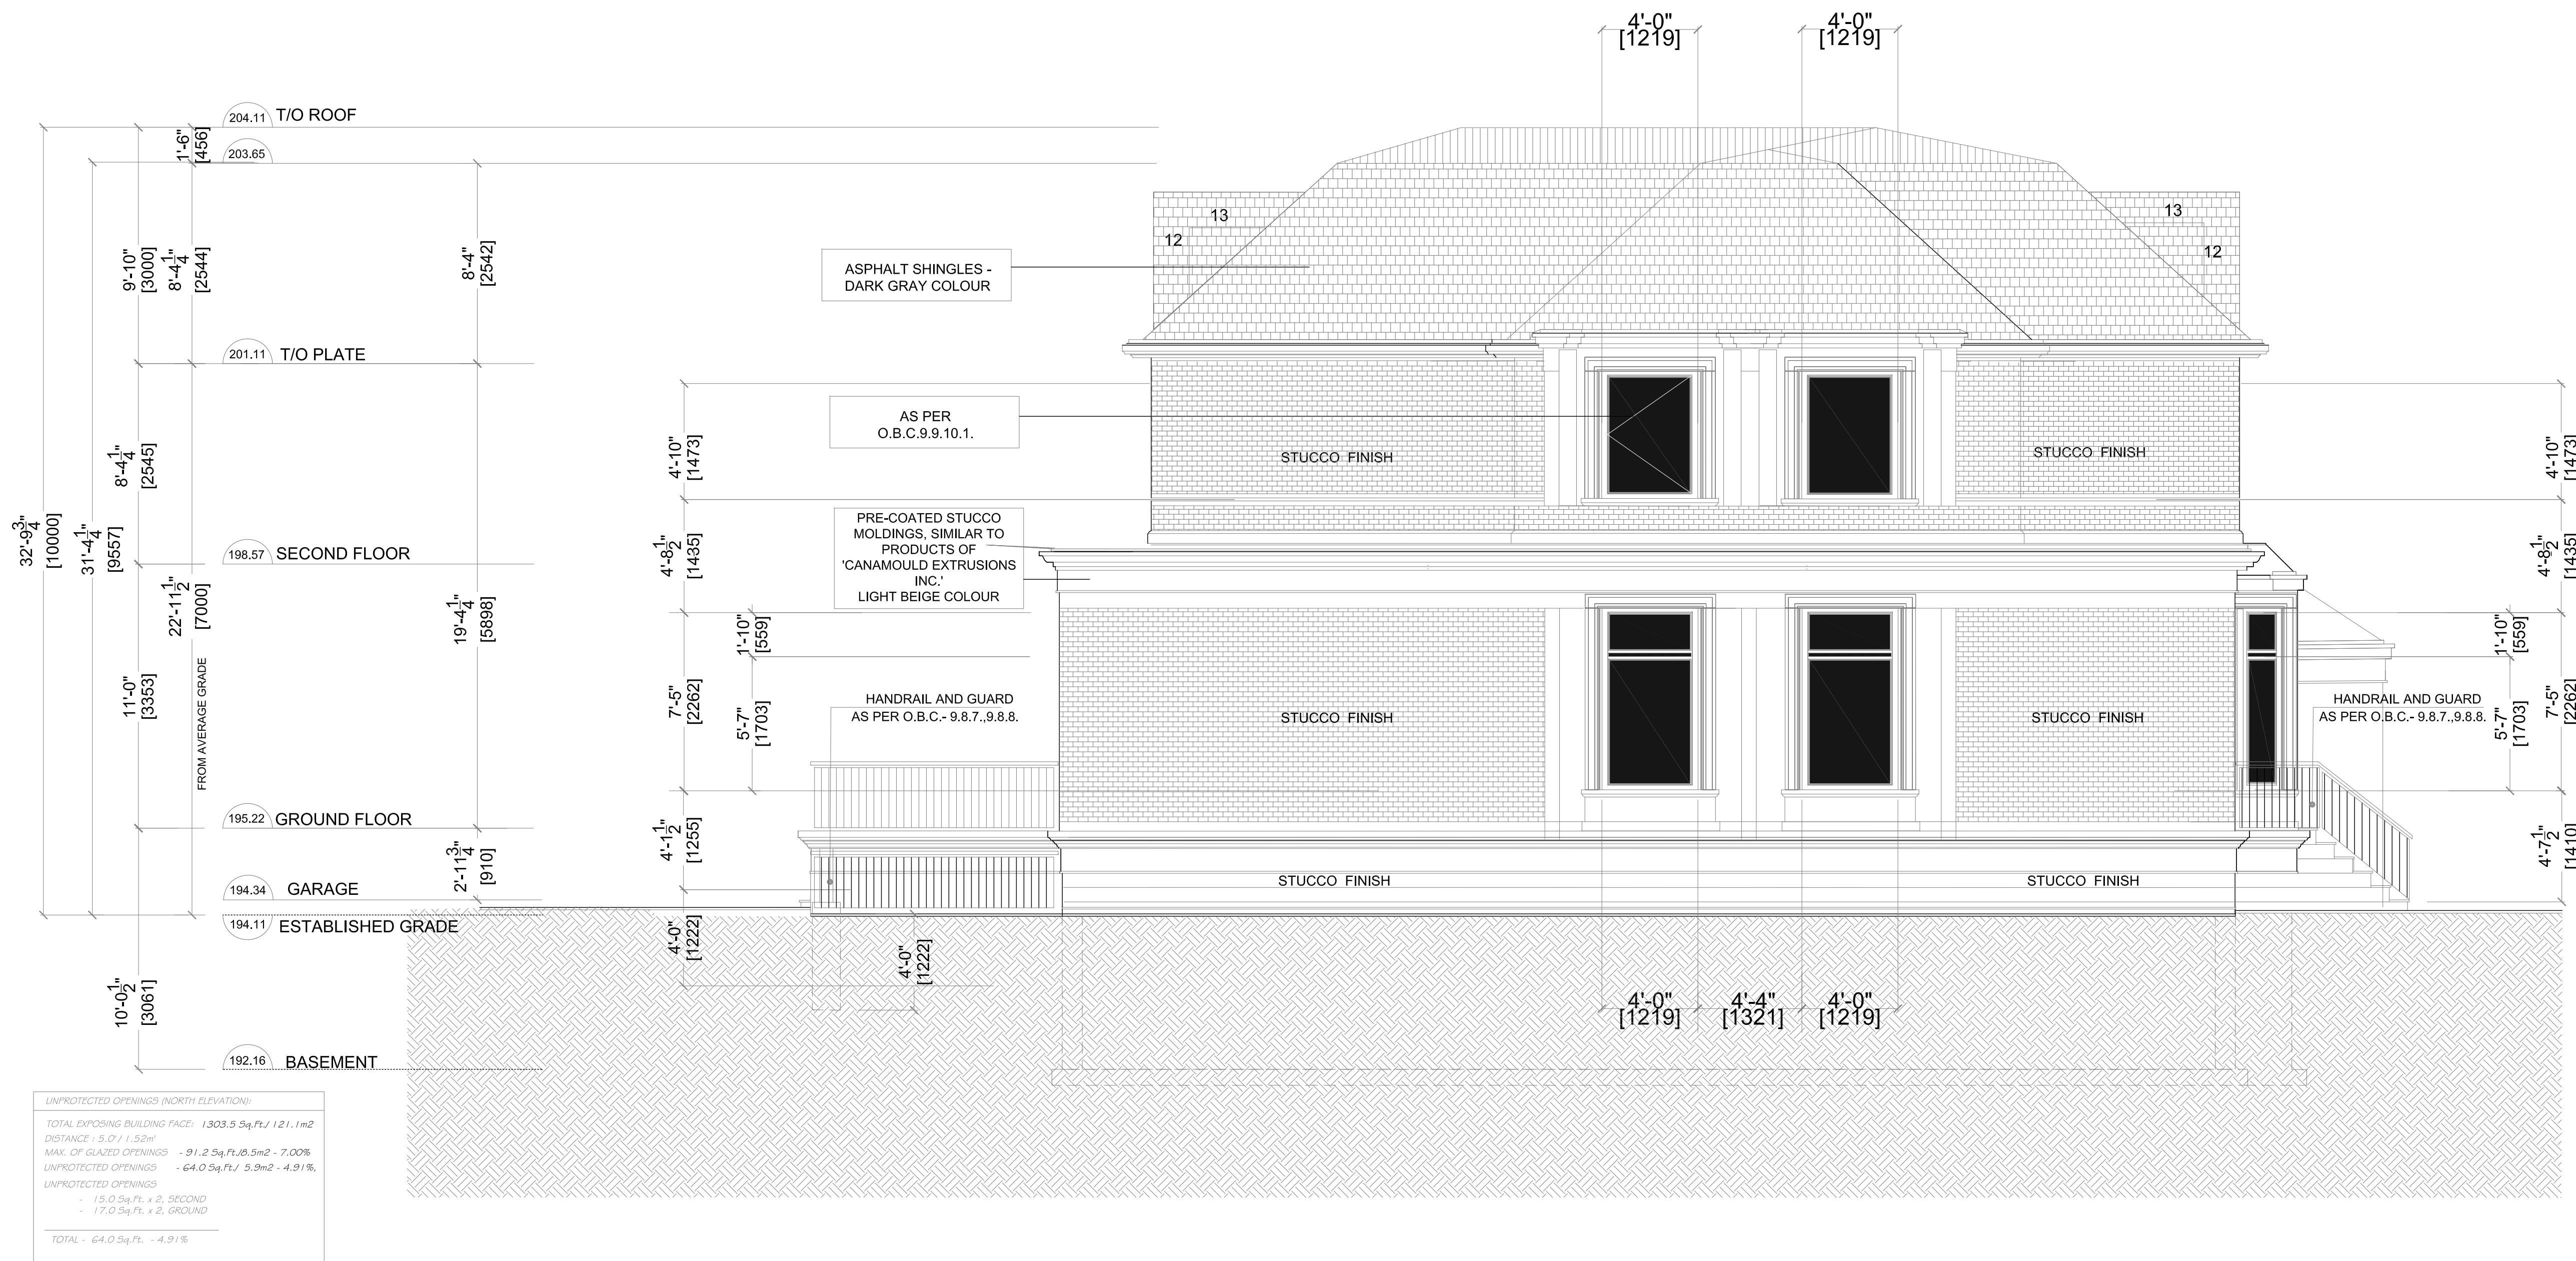 4'-0"
[1219]
4'-0"
[1219]
204.11 T/O ROOF
1'-6"
[456]
203.65
9'-10"
[3000]
8'-4 1/4"
[2544]
8'-4"
[2542]
13
12
13
12
ASPHALT SHINGLES -
DARK GRAY COLOUR
201.11 T/O PLATE
AS PER
O.B.C.9.9.10.1.
8'-4 1/4"
[2545]
4'-10"
[1473]
STUCCO FINISH
STUCCO FINISH
4'-10"
[1473]
32'-9 3/4"
[10000]
31'-4 1/4"
[9557]
198.57 SECOND FLOOR
PRE-COATED STUCCO
MOLDINGS, SIMILAR TO
PRODUCTS OF
'CANAMOULD EXTRUSIONS
INC.'
LIGHT BEIGE COLOUR
4'-8 1/2"
[1435]
4'-8 1/2"
[1435]
22'-11 1/2"
[7000]
19'-4 1/4"
[5898]
FROM AVERAGE GRADE
11'-0"
[3353]
1'-10"
[559]
7'-5"
[2262]
5'-7"
[1703]
HANDRAIL AND GUARD
AS PER O.B.C.- 9.8.7.,9.8.8.
STUCCO FINISH
STUCCO FINISH
1'-10"
[559]
HANDRAIL AND GUARD
AS PER O.B.C.- 9.8.7.,9.8.8.
5'-7"
[1703]
7'-5"
[2262]
195.22 GROUND FLOOR
2'-11 3/4"
[910]
4'-1 1/2"
[1255]
4'-7 1/2"
[1410]
194.34 GARAGE
STUCCO FINISH
STUCCO FINISH
194.11 ESTABLISHED GRADE
4'-0"
[1222]
4'-0"
[1222]
10'-0 1/2"
[3061]
4'-0"
[1219]
4'-4"
[1321]
4'-0"
[1219]
192.16 BASEMENT
UNPROTECTED OPENINGS (NORTH ELEVATION):
TOTAL EXPOSING BUILDING FACE: 1303.5 Sq.Ft./ 121.1m2
DISTANCE : 5.0'/ 1.52m'
MAX. OF GLAZED OPENINGS - 91.2 Sq.Ft./8.5m2 - 7.00%
UNPROTECTED OPENINGS - 64.0 Sq.Ft./ 5.9m2 - 4.91%,
UNPROTECTED OPENINGS
- 15.0 Sq.Ft. x 2, SECOND
- 17.0 Sq.Ft. x 2, GROUND
TOTAL - 64.0 Sq.Ft. - 4.91%